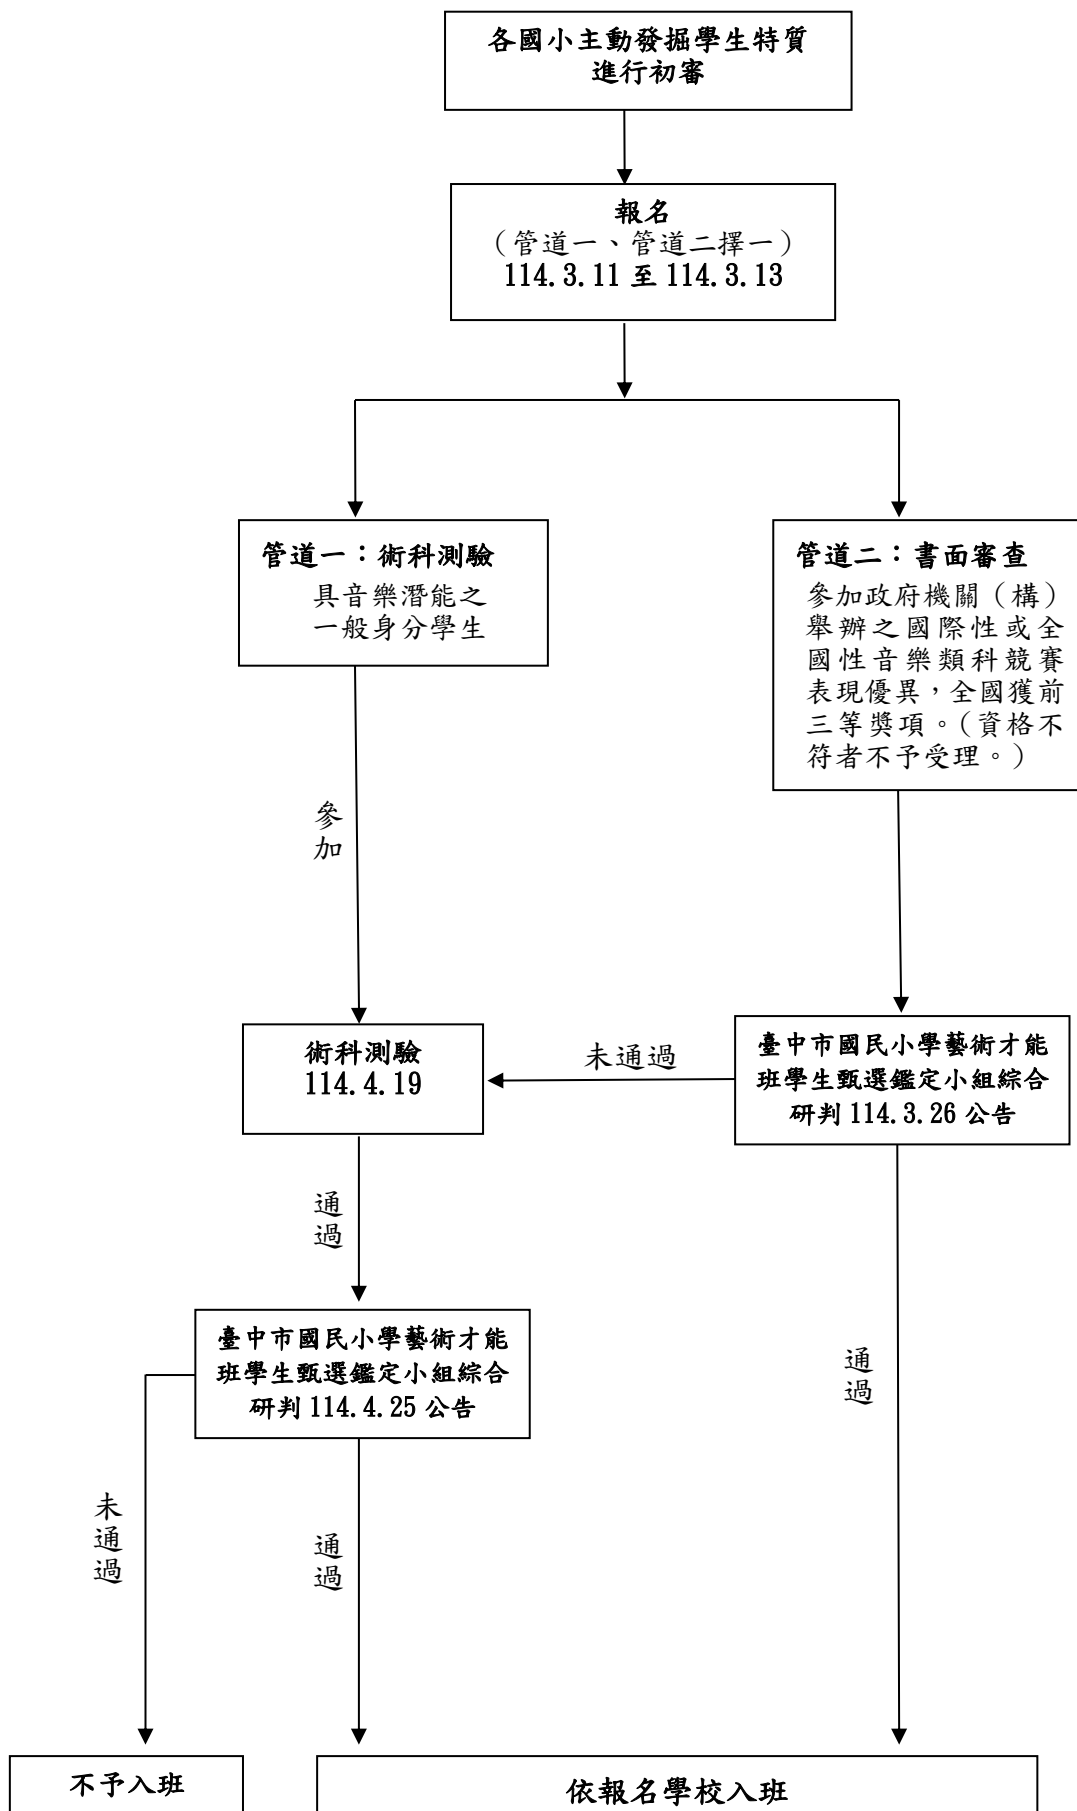 各國小主動發掘學生特質
進行初審
報名
（管道一、管道二擇一）
114.3.11 至 114.3.13
管道一：術科測驗
具音樂潛能之
一般身分學生
管道二：書面審查
參加政府機關（構）
舉辦之國際性或全
國性音樂類科競賽
表現優異，全國獲前
三等獎項。（資格不
符者不予受理。）
參加
術科測驗
114.4.19
未通過
臺中市國民小學藝術才能
班學生甄選鑑定小組綜合
研判 114.3.26 公告
通過
臺中市國民小學藝術才能
班學生甄選鑑定小組綜合
研判 114.4.25 公告
通過
未通過
通過
不予入班
依報名學校入班